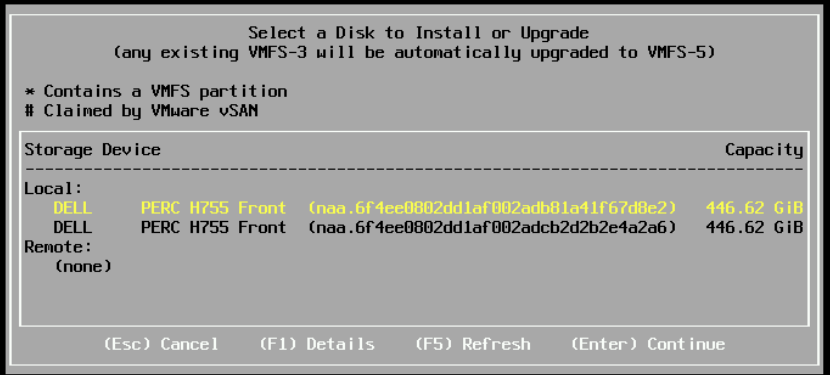 Select a Disk to Install or Upgrade
(any existing VMFS-3 will be automatically upgraded to VMFS-5)
* Contains a VMFS partition
# Claimed by VMware vSAN
Storage Device Capacity
--------------------------------------------------------------------------------
Local:
DELL PERC H755 Front (naa.6f4ee0802dd1af002adb81a41f67d8e2) 446.62 GiB
DELL PERC H755 Front (naa.6f4ee0802dd1af002adcb2d2b2e4a2a6) 446.62 GiB
Remote:
(none)
(Esc) Cancel (F1) Details (F5) Refresh (Enter) Continue